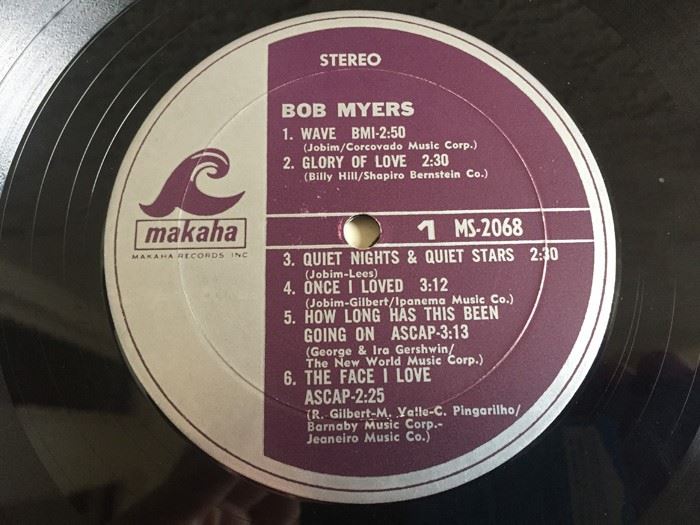 STEREO
BOB MYERS
1. WAVE BMI-2:50
(Jobim/Corcovado Music Corp.)
2. GLORY OF LOVE 2:30
(Billy Hill/Shapiro Bernstein Co.)
makaha
MAKAHA RECORDS INC
1 MS-2068
3. QUIET NIGHTS & QUIET STARS 2:30
(Jobim-Lees)
4. ONCE I LOVED 3:12
(Jobim-Gilbert/Ipanema Music Co.)
5. HOW LONG HAS THIS BEEN
GOING ON ASCAP-3:13
(George & Ira Gershwin/
The New World Music Corp.)
6. THE FACE I LOVE
ASCAP-2:25
(R. Gilbert-M. Valle-C. Pingarilho/
Barnaby Music Corp.-
Jeaneiro Music Co.)